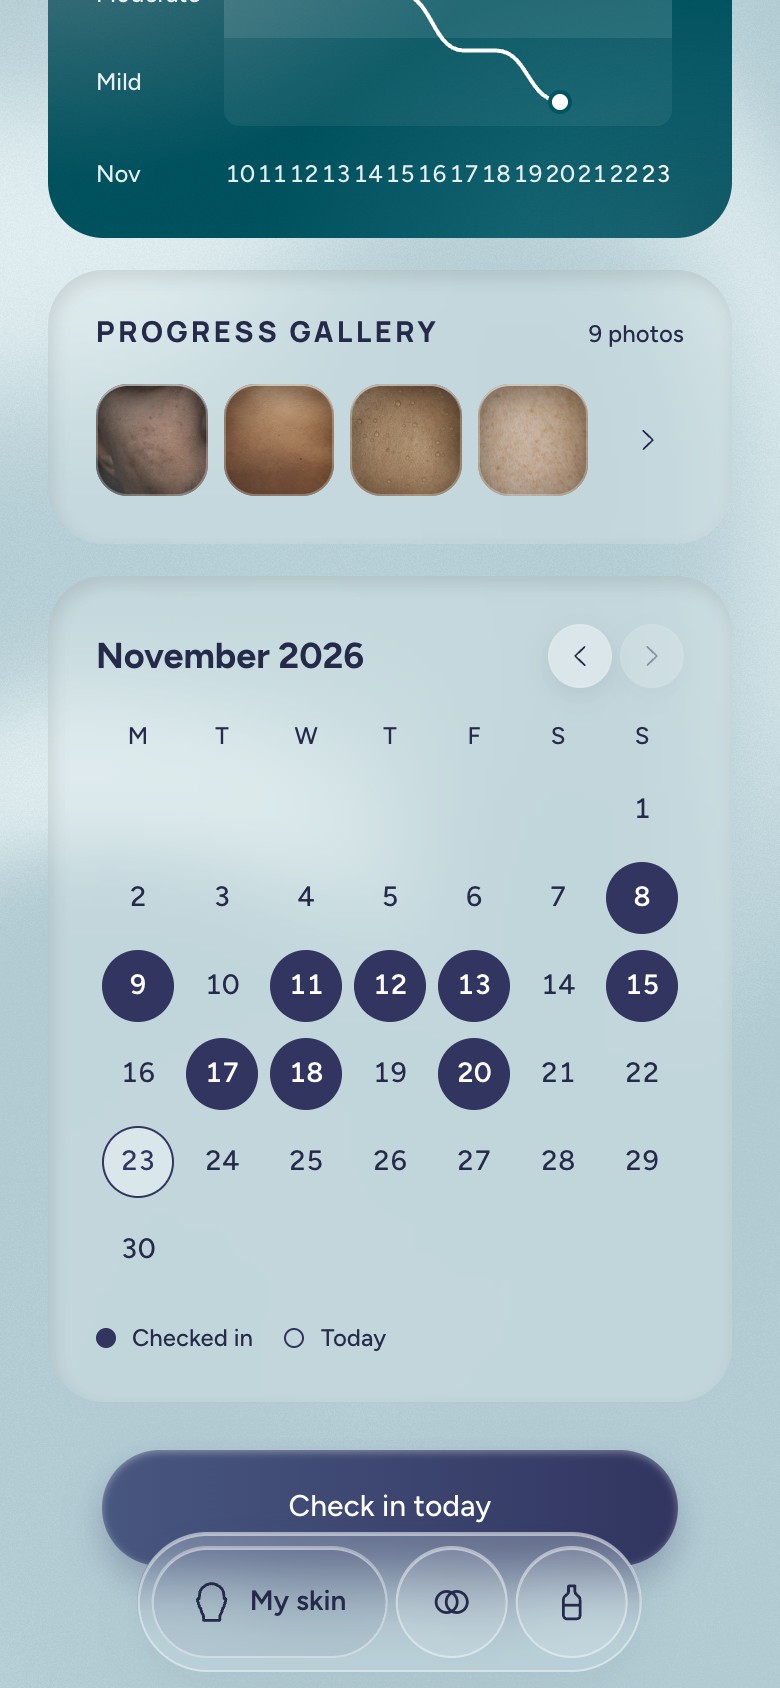 Moderate
Mild
Nov 10 11 12 13 14 15 16 17 18 19 20 21 22 23
PROGRESS GALLERY 9 photos
November 2026
M T W T F S S
1
2 3 4 5 6 7 8
9 10 11 12 13 14 15
16 17 18 19 20 21 22
23 24 25 26 27 28 29
30
Checked in Today
Check in today
My skin